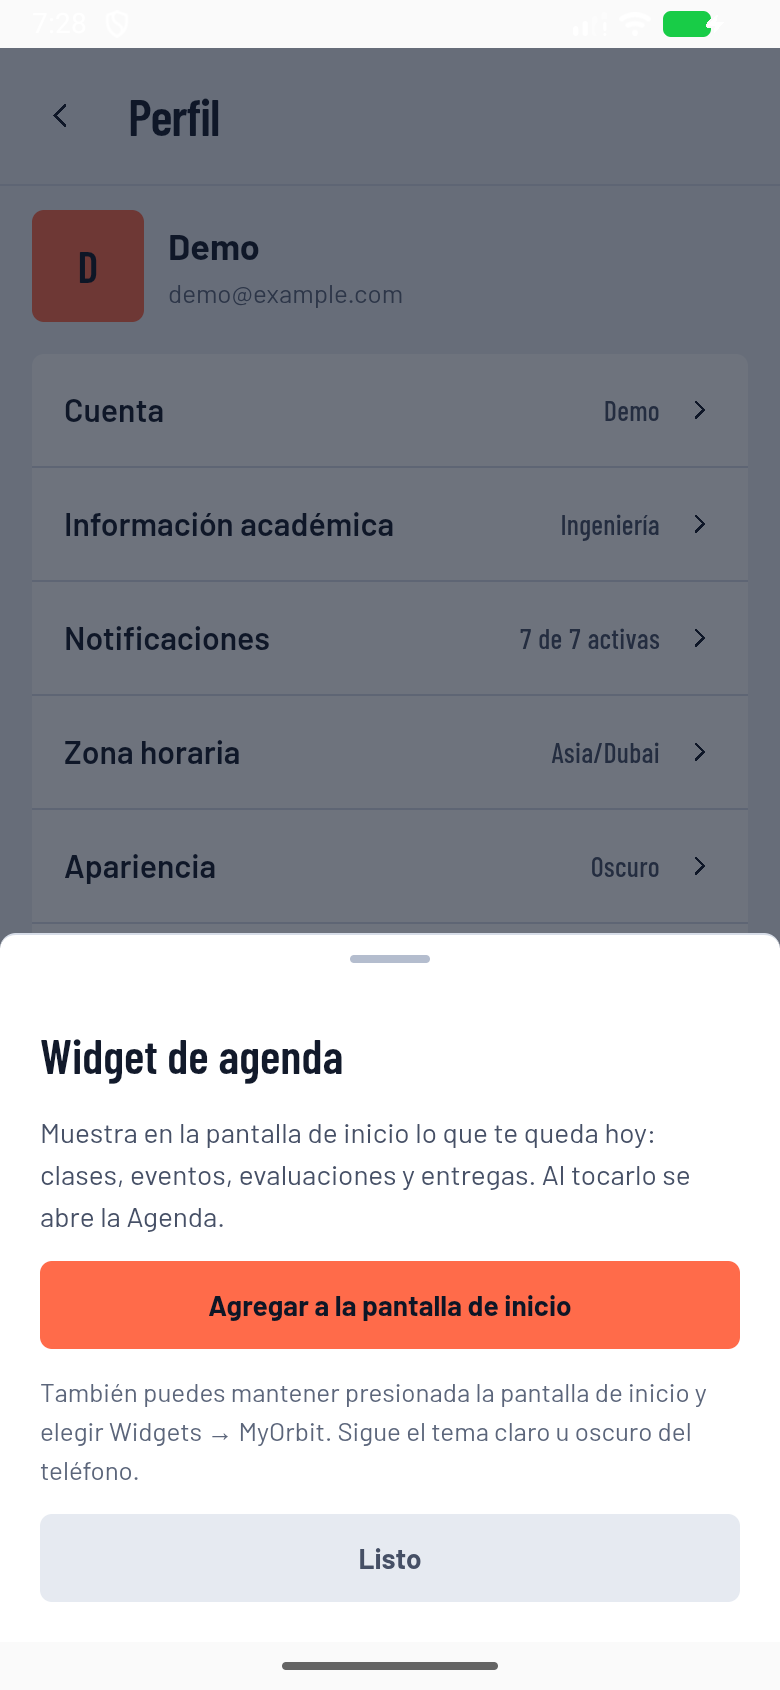 7:28
Perfil
D
Demo
demo@example.com
Cuenta Demo
Información académica Ingeniería
Notificaciones 7 de 7 activas
Zona horaria Asia/Dubai
Apariencia Oscuro
Widget de agenda
Muestra en la pantalla de inicio lo que te queda hoy:
clases, eventos, evaluaciones y entregas. Al tocarlo se
abre la Agenda.
Agregar a la pantalla de inicio
También puedes mantener presionada la pantalla de inicio y
elegir Widgets → MyOrbit. Sigue el tema claro u oscuro del
teléfono.
Listo